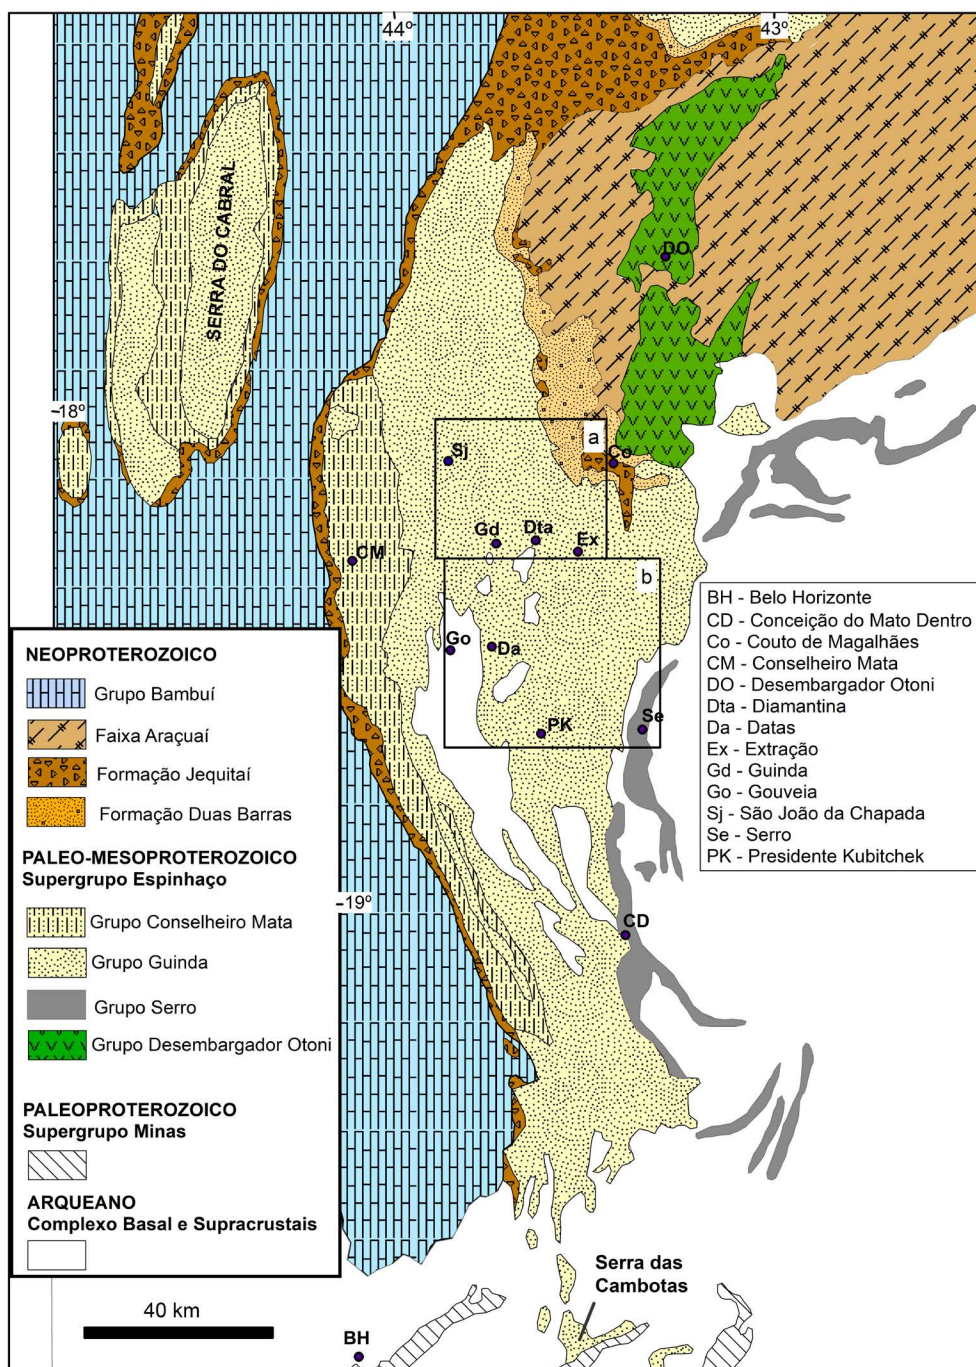 44º
43º
SERRA DO CABRAL
DO
-18º
a
Sj
Co
Gd
Dta
Ex
CM
b
Go
Da
PK
Se
BH - Belo Horizonte
CD - Conceição do Mato Dentro
Co - Couto de Magalhães
CM - Conselheiro Mata
DO - Desembargador Otoni
Dta - Diamantina
Da - Datas
Ex - Extração
Gd - Guinda
Go - Gouveia
Sj - São João da Chapada
Se - Serro
PK - Presidente Kubitchek
NEOPROTEROZOICO
Grupo Bambuí
Faixa Araçuaí
Formação Jequitaí
Formação Duas Barras
PALEO-MESOPROTEROZOICO
Supergrupo Espinhaço
Grupo Conselheiro Mata
Grupo Guinda
Grupo Serro
Grupo Desembargador Otoni
PALEOPROTEROZOICO
Supergrupo Minas
ARQUEANO
Complexo Basal e Supracrustais
-19º
CD
Serra das
Cambotas
40 km
BH